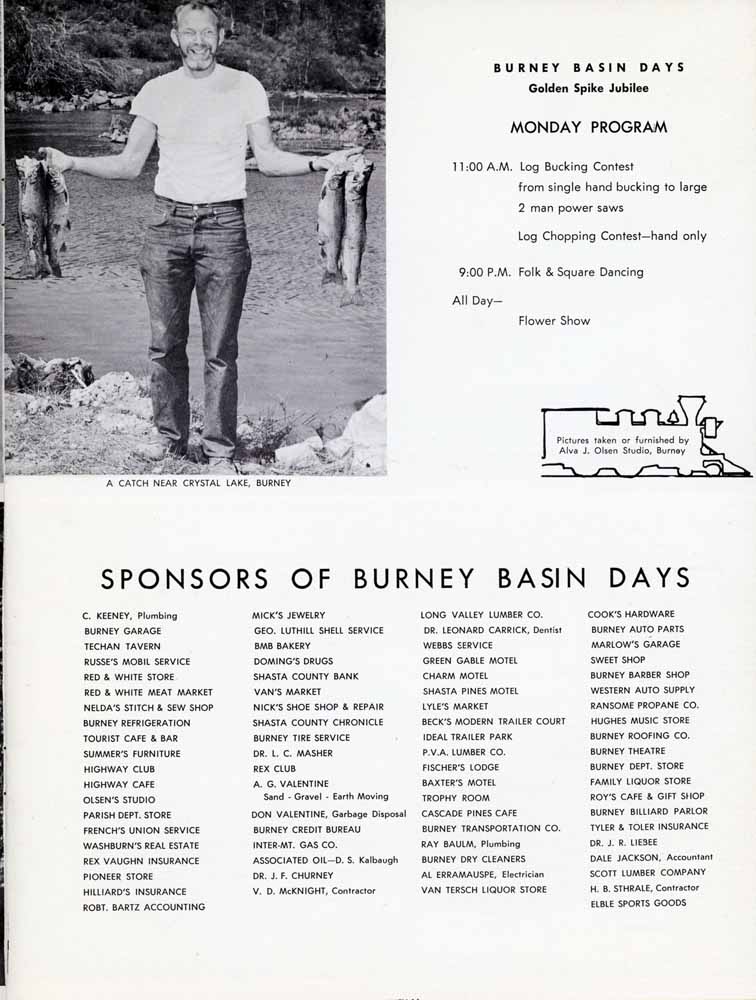 BURNEY BASIN DAYS
Golden Spike Jubilee
MONDAY PROGRAM
11:00 A.M. Log Bucking Contest
from single hand bucking to large
2 man power saws
Log Chopping Contest—hand only
9:00 P.M. Folk & Square Dancing
All Day—
Flower Show
Pictures taken or furnished by
Alva J. Olsen Studio, Burney
A CATCH NEAR CRYSTAL LAKE, BURNEY
SPONSORS OF BURNEY BASIN DAYS
C. KEENEY, Plumbing
BURNEY GARAGE
TECHAN TAVERN
RUSSE'S MOBIL SERVICE
RED & WHITE STORE
RED & WHITE MEAT MARKET
NELDA'S STITCH & SEW SHOP
BURNEY REFRIGERATION
TOURIST CAFE & BAR
SUMMER'S FURNITURE
HIGHWAY CLUB
HIGHWAY CAFE
OLSEN'S STUDIO
PARISH DEPT. STORE
FRENCH'S UNION SERVICE
WASHBURN'S REAL ESTATE
REX VAUGHN INSURANCE
PIONEER STORE
HILLIARD'S INSURANCE
ROBT. BARTZ ACCOUNTING
MICK'S JEWELRY
GEO. LUTHILL SHELL SERVICE
BMB BAKERY
DOMING'S DRUGS
SHASTA COUNTY BANK
VAN'S MARKET
NICK'S SHOE SHOP & REPAIR
SHASTA COUNTY CHRONICLE
BURNEY TIRE SERVICE
DR. L. C. MASHER
REX CLUB
A. G. VALENTINE
Sand - Gravel - Earth Moving
DON VALENTINE, Garbage Disposal
BURNEY CREDIT BUREAU
INTER-MT. GAS CO.
ASSOCIATED OIL—D. S. Kalbaugh
DR. J. F. CHURNEY
V. D. McKNIGHT, Contractor
LONG VALLEY LUMBER CO.
DR. LEONARD CARRICK, Dentist
WEBBS SERVICE
GREEN GABLE MOTEL
CHARM MOTEL
SHASTA PINES MOTEL
LYLE'S MARKET
BECK'S MODERN TRAILER COURT
IDEAL TRAILER PARK
P.V.A. LUMBER CO.
FISCHER'S LODGE
BAXTER'S MOTEL
TROPHY ROOM
CASCADE PINES CAFE
BURNEY TRANSPORTATION CO.
RAY BAULM, Plumbing
BURNEY DRY CLEANERS
AL ERRAMAUSPE, Electrician
VAN TERSCH LIQUOR STORE
COOK'S HARDWARE
BURNEY AUTO PARTS
MARLOW'S GARAGE
SWEET SHOP
BURNEY BARBER SHOP
WESTERN AUTO SUPPLY
RANSOME PROPANE CO.
HUGHES MUSIC STORE
BURNEY ROOFING CO.
BURNEY THEATRE
BURNEY DEPT. STORE
FAMILY LIQUOR STORE
ROY'S CAFE & GIFT SHOP
BURNEY BILLIARD PARLOR
TYLER & TOLER INSURANCE
DR. J. R. LIEBEE
DALE JACKSON, Accountant
SCOTT LUMBER COMPANY
H. B. STHRALE, Contractor
ELBLE SPORTS GOODS